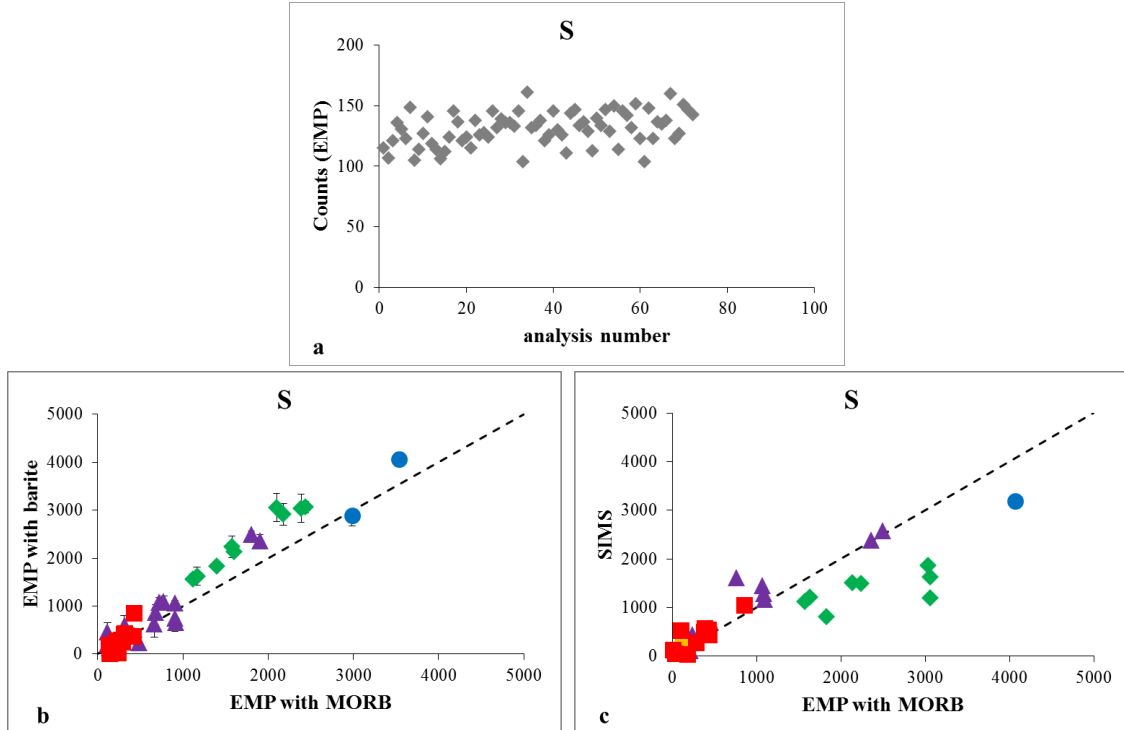 S
200
150
100
50
0
Counts (EMP)
0 20 40 60 80 100
analysis number
a
S
5000
4000
3000
2000
1000
0
EMP with barite
0 1000 2000 3000 4000 5000
EMP with MORB
b
S
5000
4000
3000
2000
1000
0
SIMS
0 1000 2000 3000 4000 5000
EMP with MORB
c